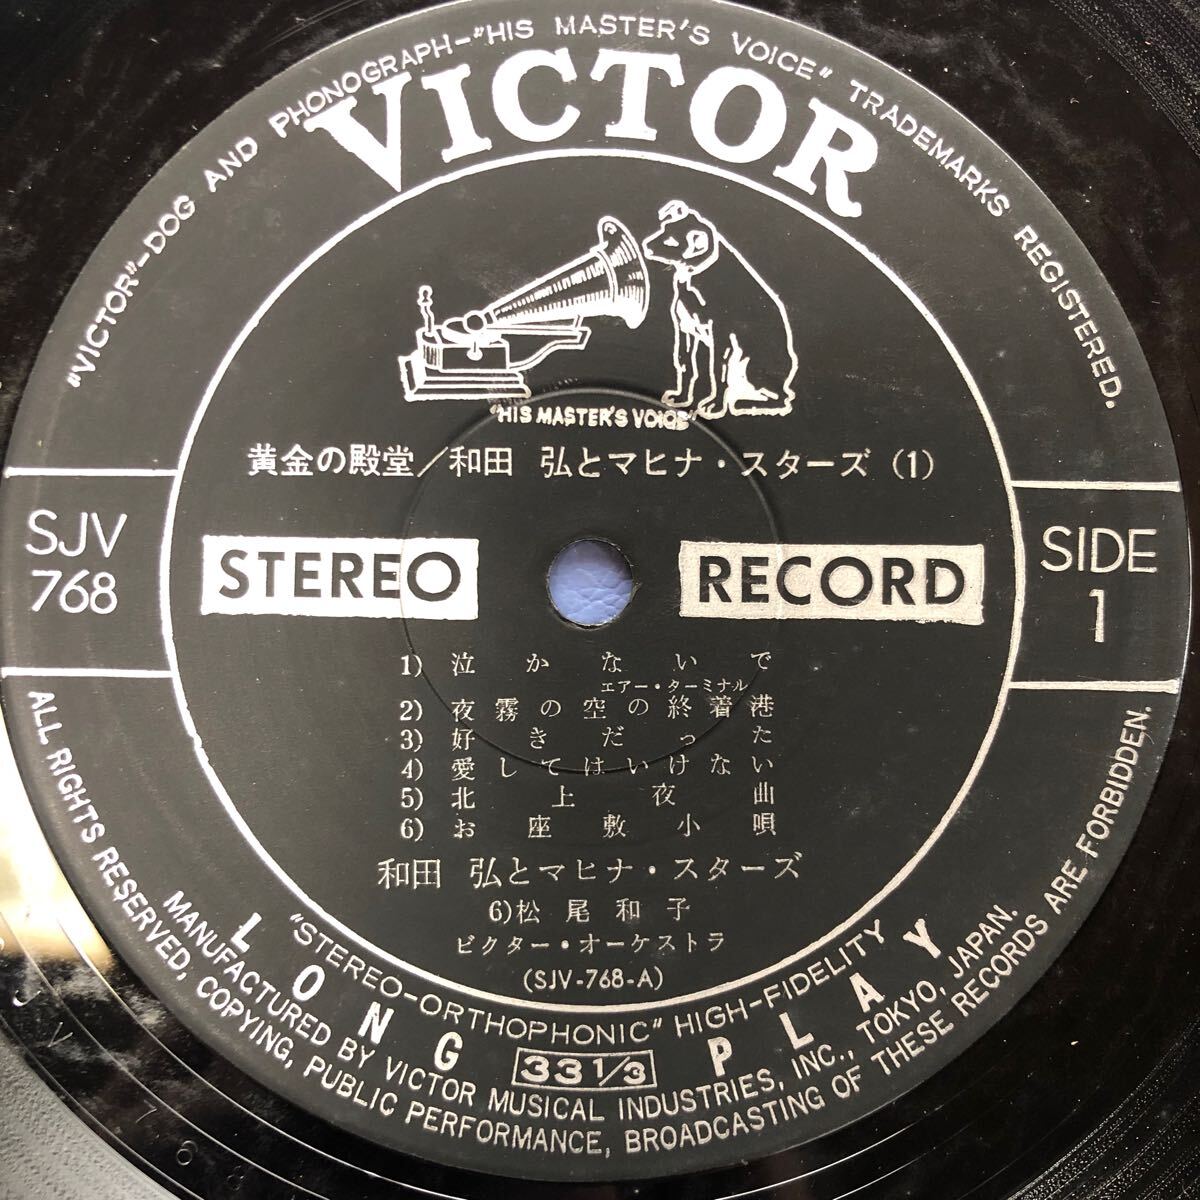 "VICTOR"-DOG AND PHONOGRAPH-"HIS MASTER'S VOICE" TRADEMARKS REGISTERED.
VICTOR
"HIS MASTER'S VOICE"
黄金の殿堂／和田 弘とマヒナ・スターズ (1)
SJV
768
STEREO
RECORD
SIDE
1
1) 泣かないで
エアー・ターミナル
2) 夜霧の空の終着港
3) 好きだった
4) 愛してはいけない
5) 北上夜曲
6) お座敷小唄
和田 弘とマヒナ・スターズ
6)松尾和子
ビクター・オーケストラ
(SJV-768-A)
"STEREO-ORTHOPHONIC" HIGH-FIDELITY
LONG 33 1/3 PLAY
MANUFACTURED BY VICTOR MUSICAL INDUSTRIES, INC., TOKYO, JAPAN.
ALL RIGHTS RESERVED, COPYING, PUBLIC PERFORMANCE, BROADCASTING OF THESE RECORDS ARE FORBIDDEN.